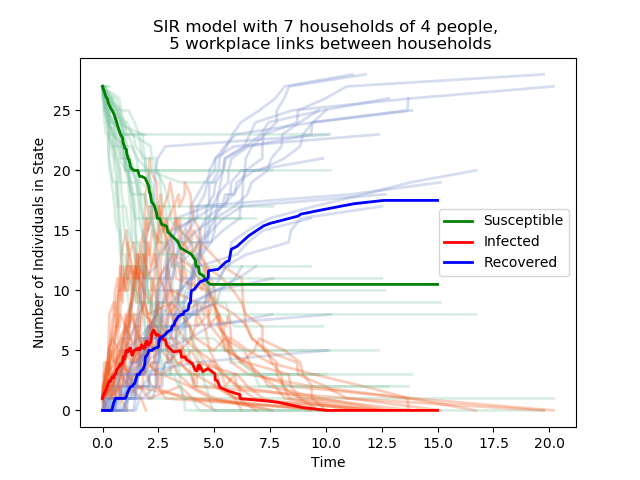 SIR model with 7 households of 4 people,
5 workplace links between households
Number of Individuals in State
25
20
15
10
5
0
Susceptible
Infected
Recovered
0.0 2.5 5.0 7.5 10.0 12.5 15.0 17.5 20.0
Time